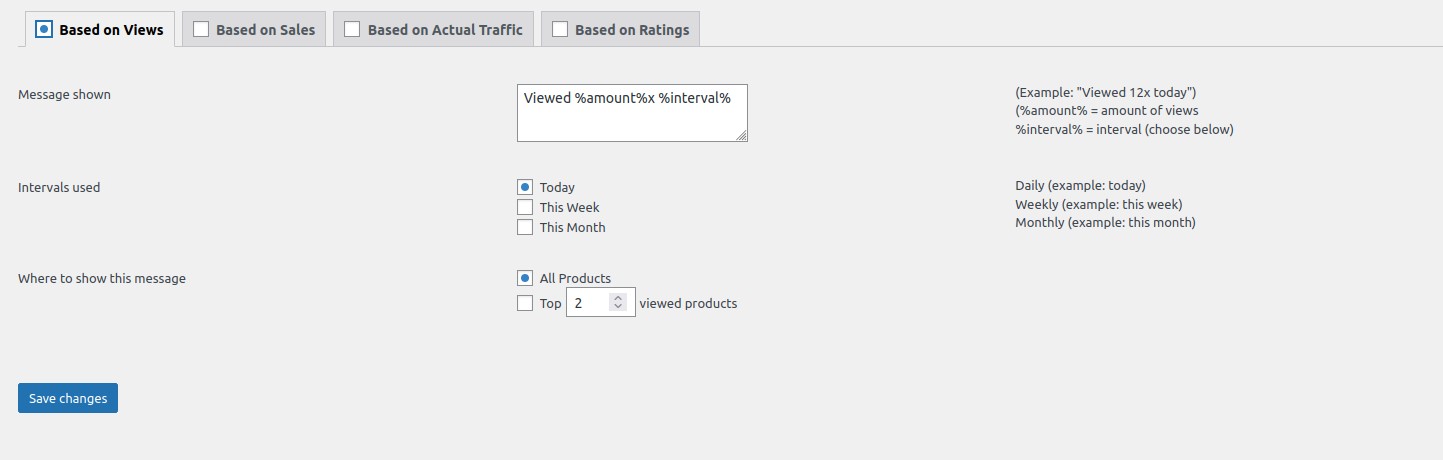 Based on Views Based on Sales Based on Actual Traffic Based on Ratings
Message shown
Viewed %amount%x %interval%
(Example: "Viewed 12x today")
(%amount% = amount of views
%interval% = interval (choose below)
Intervals used
Today
This Week
This Month
Daily (example: today)
Weekly (example: this week)
Monthly (example: this month)
Where to show this message
All Products
Top 2 viewed products
Save changes